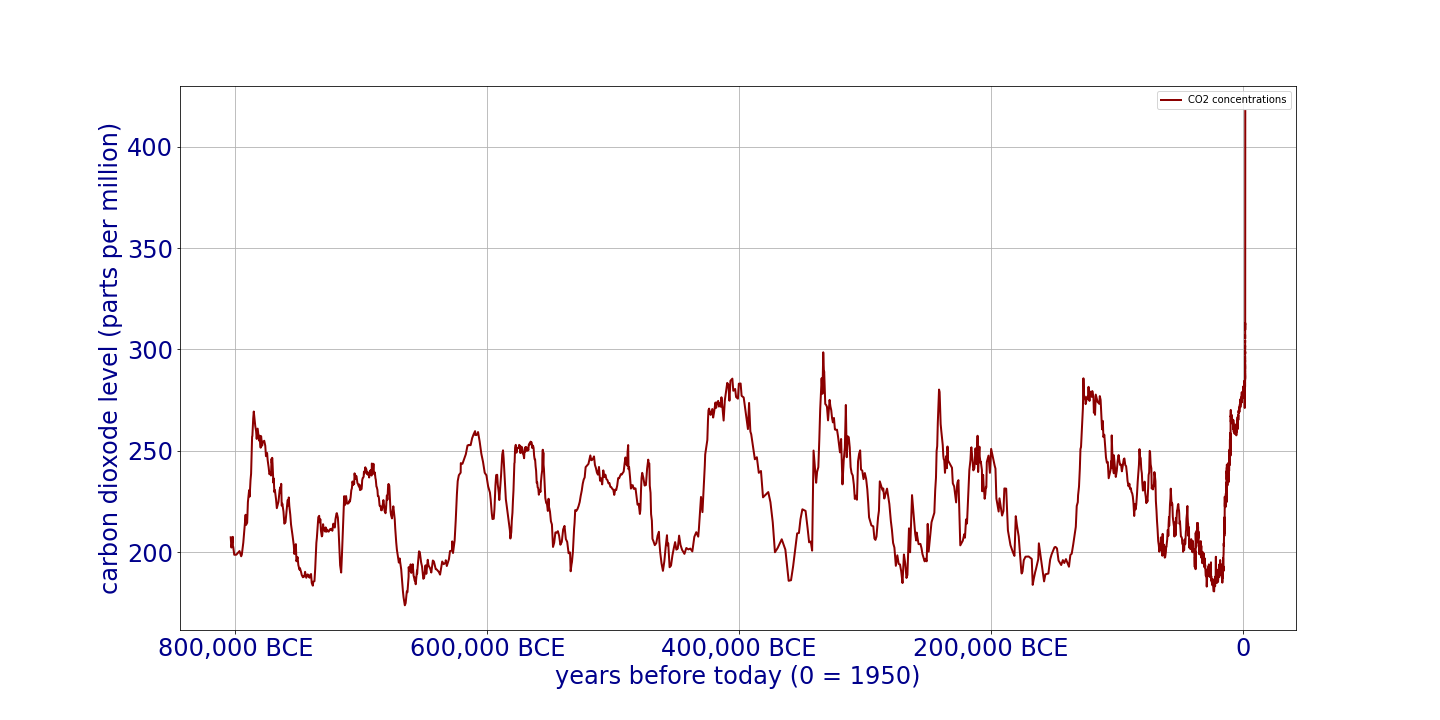 CO2 concentrations
carbon dioxode level (parts per million)
400
350
300
250
200
800,000 BCE
600,000 BCE
400,000 BCE
200,000 BCE
0
years before today (0 = 1950)